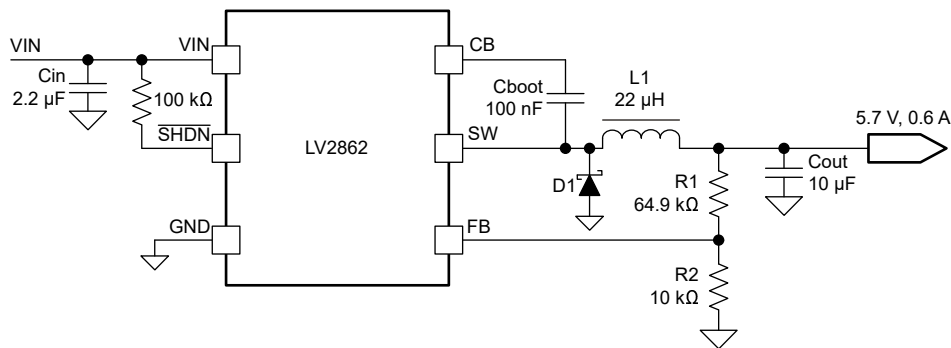 VIN
Cin
2.2 µF
100 kΩ
VIN
SHDN
GND
LV2862
CB
SW
FB
Cboot
100 nF
L1
22 µH
D1
R1
64.9 kΩ
R2
10 kΩ
Cout
10 µF
5.7 V, 0.6 A